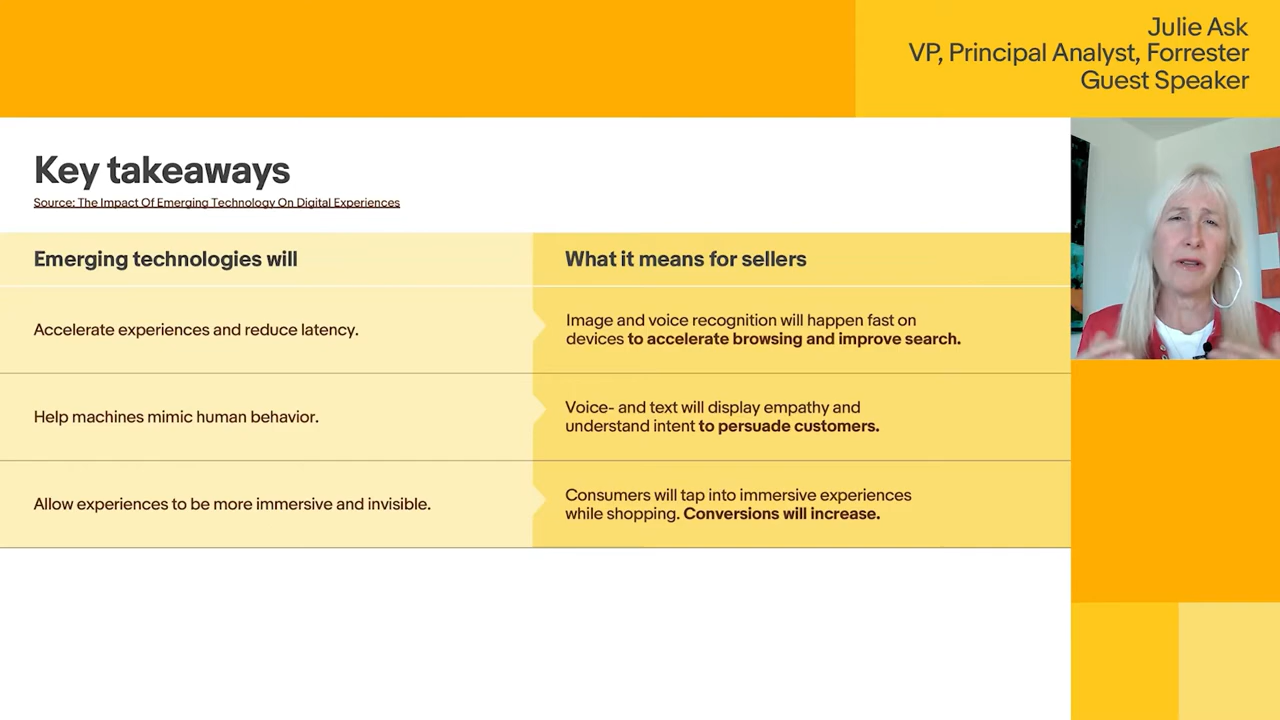 Julie Ask
VP, Principal Analyst, Forrester
Guest Speaker
Key takeaways
Source: The Impact Of Emerging Technology On Digital Experiences
Emerging technologies will
What it means for sellers
Accelerate experiences and reduce latency.
Image and voice recognition will happen fast on
devices to accelerate browsing and improve search.
Help machines mimic human behavior.
Voice- and text will display empathy and
understand intent to persuade customers.
Allow experiences to be more immersive and invisible.
Consumers will tap into immersive experiences
while shopping. Conversions will increase.